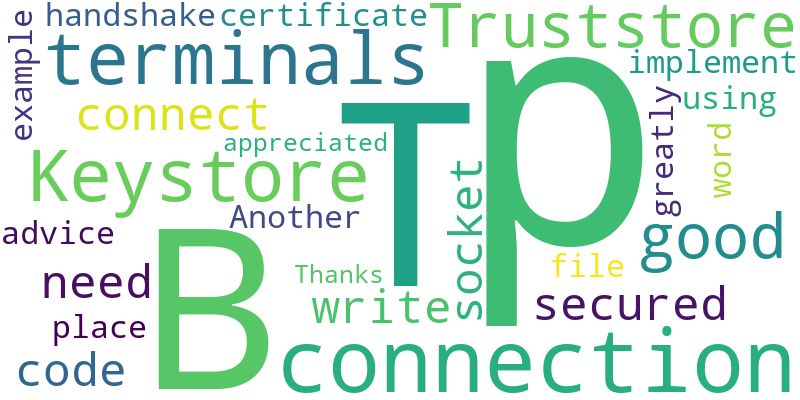 handshake
certificate
Truststore
example
terminals
implement
connect
T
p
using
appreciated
greatly
word
Keystore
socket
Another
advice
B
good
need
Thanks
file
write
secured
place
code
connection